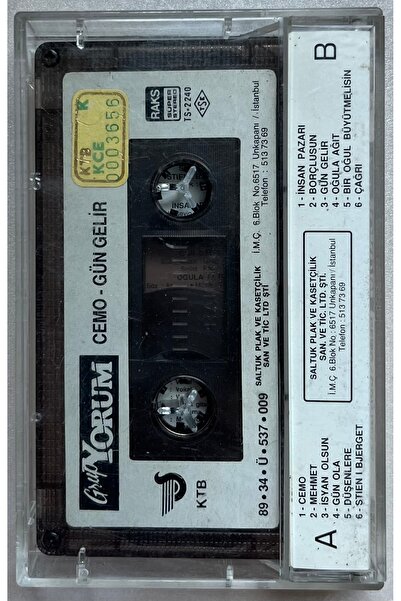 Grup
YORUM
CEMO - GÜN GELİR
KTB
KCE
K
0003656
RAKS
SUPER
STEREO
TS-2240
TSE
KTB
89•34•Ü•537•009
SALTUK PLAK VE KASETÇİLİK
SAN VE TİC LTD ŞTİ
İ.M.Ç. 6.Blok No.6517 Unkapanı / İstanbul
Telefon : 513 73 69
A
1 - CEMO
2 - MEHMET
3 - İSYAN OLSUN
4 - GÜN OLA
5 - DÜŞENLERE
6 - STIEN I BJERGET
SALTUK PLAK VE KASETÇİLİK
SAN. VE TİC. LTD. ŞTİ.
İ.M.Ç 6.Blok No : 6517 Unkapanı / İstanbul
Telefon : 513 73 69
B
1 - İNSAN PAZARI
2 - BORÇLUSUN
3 - GÜN GELİR
4 - OĞULA AĞIT
5 - BİR OĞUL BÜYÜTMELİSİN
6 - ÇAĞRI